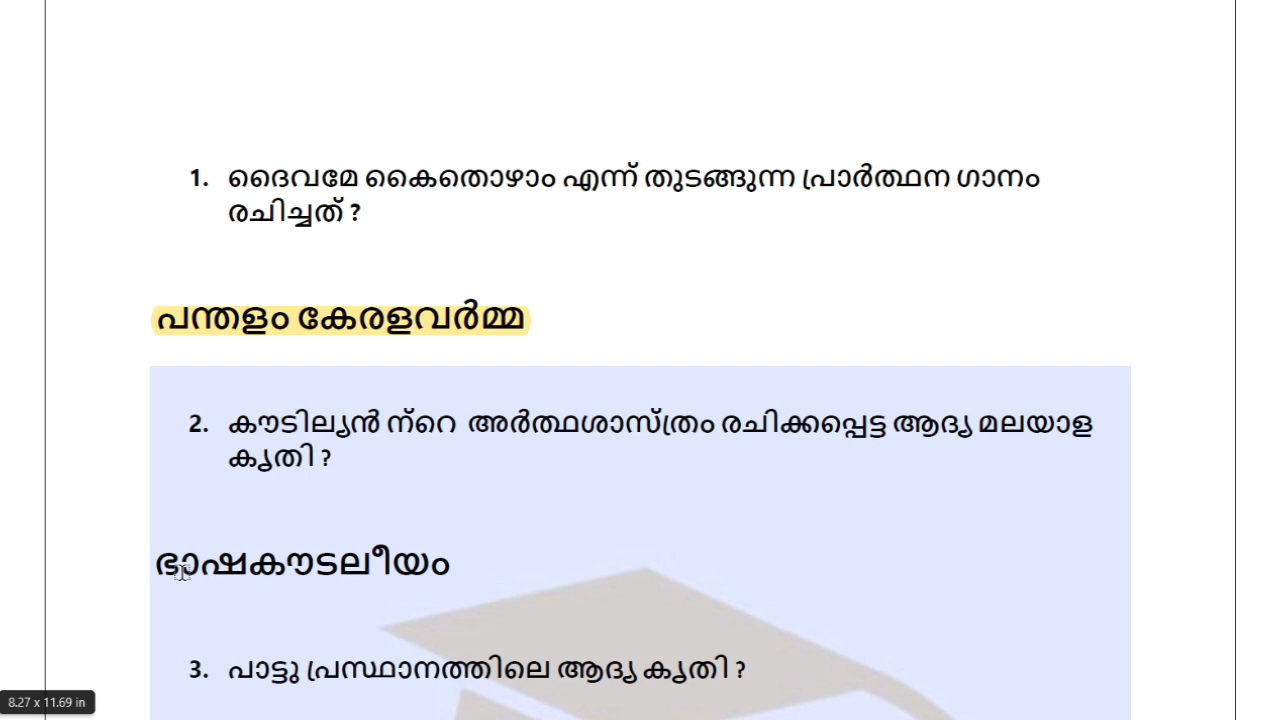 1. ദൈവമേ കൈതൊഴാം എന്ന് തുടങ്ങുന്ന പ്രാർത്ഥന ഗാനം
രചിച്ചത് ?
പന്തളം കേരളവർമ്മ
2. കൗടില്യൻ ന്റെ അർത്ഥശാസ്ത്രം രചിക്കപ്പെട്ട ആദ്യ മലയാള
കൃതി ?
ഭാഷകൗടലീയം
3. പാട്ടു പ്രസ്ഥാനത്തിലെ ആദ്യ കൃതി ?
8.27 x 11.69 in